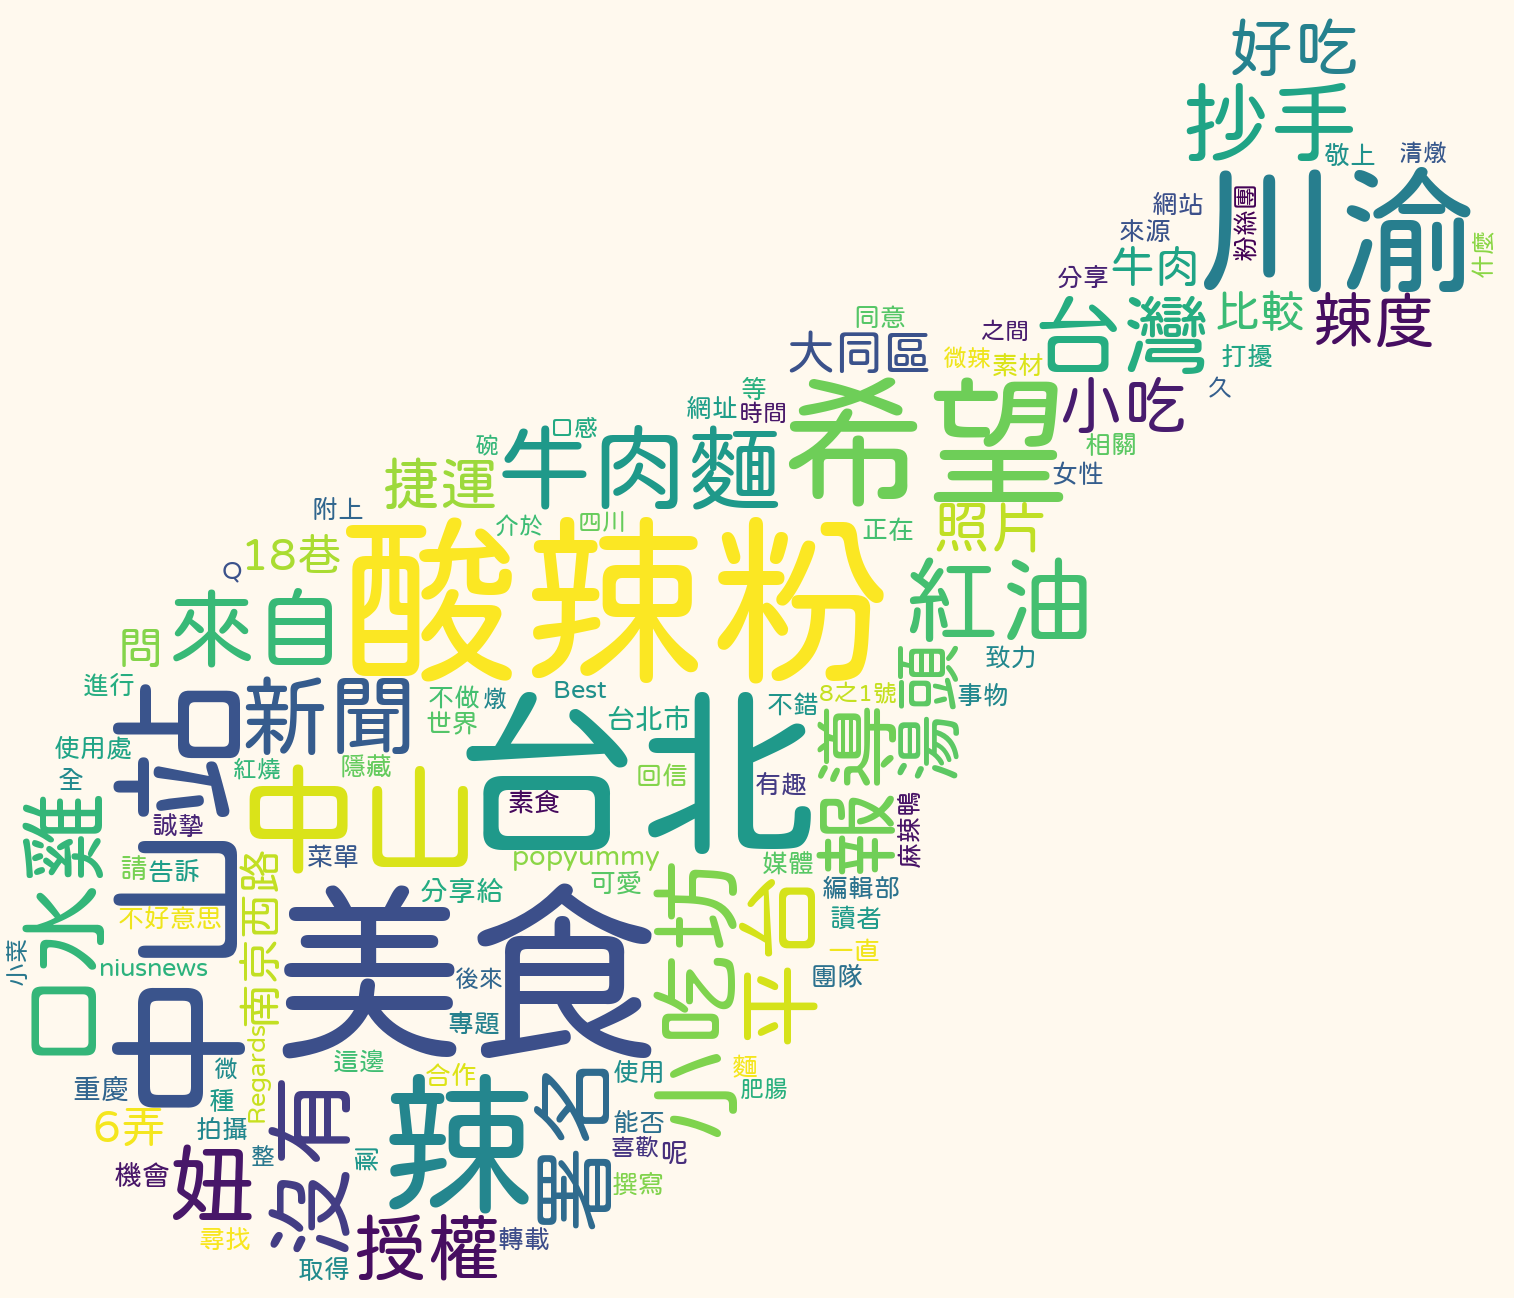 好吃
抄手
敬上
清燉
川渝
粉絲團
網站
來源
什麼
分享
牛肉
台灣
比較
辣度
同意
之間
大同區
微辣
素材
打擾
久
小吃
等
網址
時間
希望
相關
女性
口感
碗
牛肉麵
捷運
附上
介於
四川
正在
照片
18巷
Q
酸辣粉
紅油
來自
問
致力
進行
新聞
不做
燉
Best
世界
台北市
不錯
8之1號
事物
饅頭
湯
報導
使用處
全
站
占
紅燒
隱藏
台北
回信
有趣
中山
素食
誠摯
口水雞
菜單
popyummy
媒體
麻辣鴨
請
告訴
中山
分享給
可愛
編輯部
讀者
不好意思
南京西路
美食
小吃坊
平台
一直
團隊
小菜
niusnews
後來
專題
Regards
這邊
合作
使用
麵
肥腸
重慶
微
種
6弄
拍攝
沒有
辣
署名
能否
喜歡
呢
機會
妞
整
剩
撰寫
尋找
取得
授權
轉載